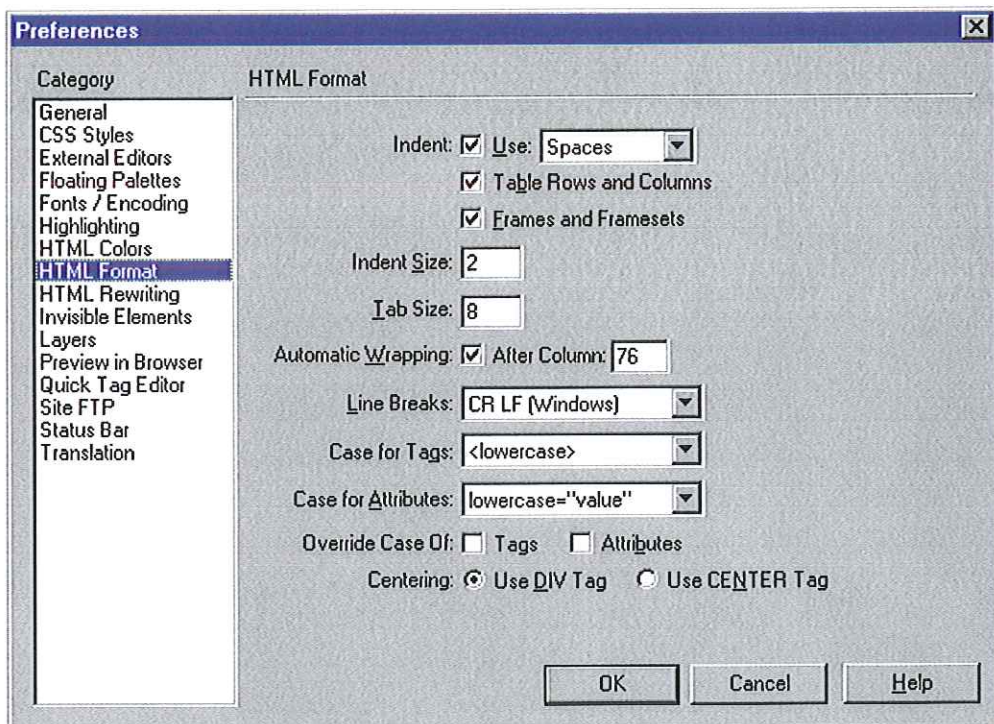 Preferences
Category
General
CSS Styles
External Editors
Floating Palettes
Fonts / Encoding
Highlighting
HTML Colors
HTML Format
HTML Rewriting
Invisible Elements
Layers
Preview in Browser
Quick Tag Editor
Site FTP
Status Bar
Translation
HTML Format
Indent: Use: Spaces
Table Rows and Columns
Frames and Framesets
Indent Size: 2
Tab Size: 8
Automatic Wrapping: After Column: 76
Line Breaks: CR LF (Windows)
Case for Tags: <lowercase>
Case for Attributes: lowercase="value"
Override Case Of: Tags Attributes
Centering: Use DIV Tag Use CENTER Tag
OK Cancel Help